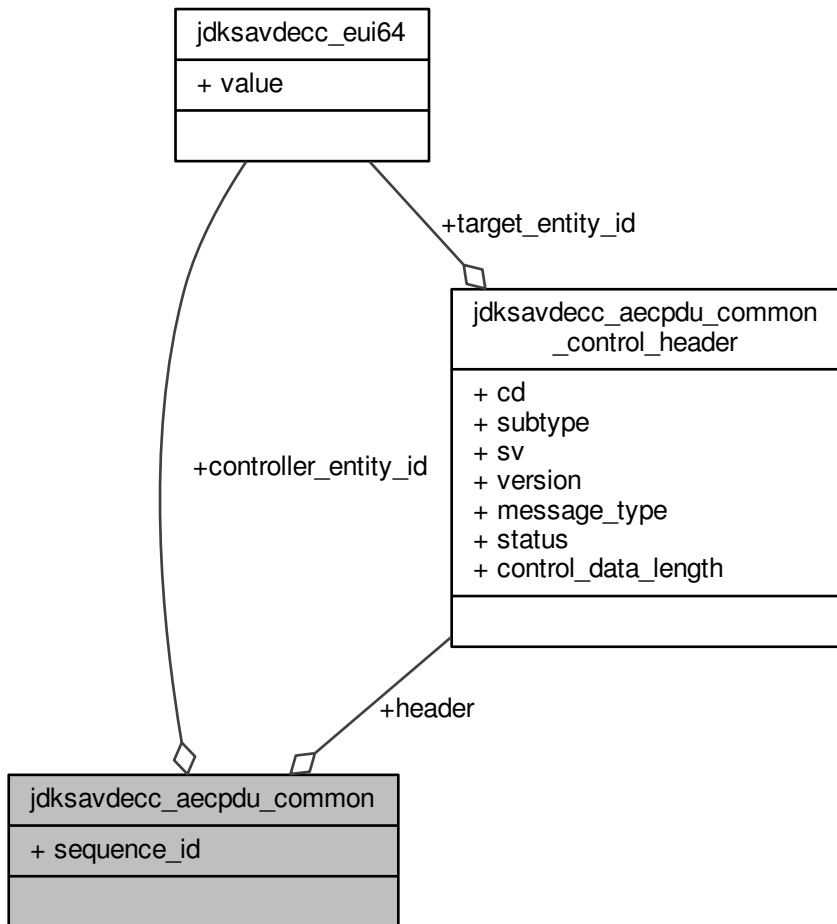 jdksavdecc_eui64
+ value
+target_entity_id
jdksavdecc_aecpdu_common
_control_header
+ cd
+ subtype
+ sv
+ version
+ message_type
+ status
+ control_data_length
+controller_entity_id
+header
jdksavdecc_aecpdu_common
+ sequence_id